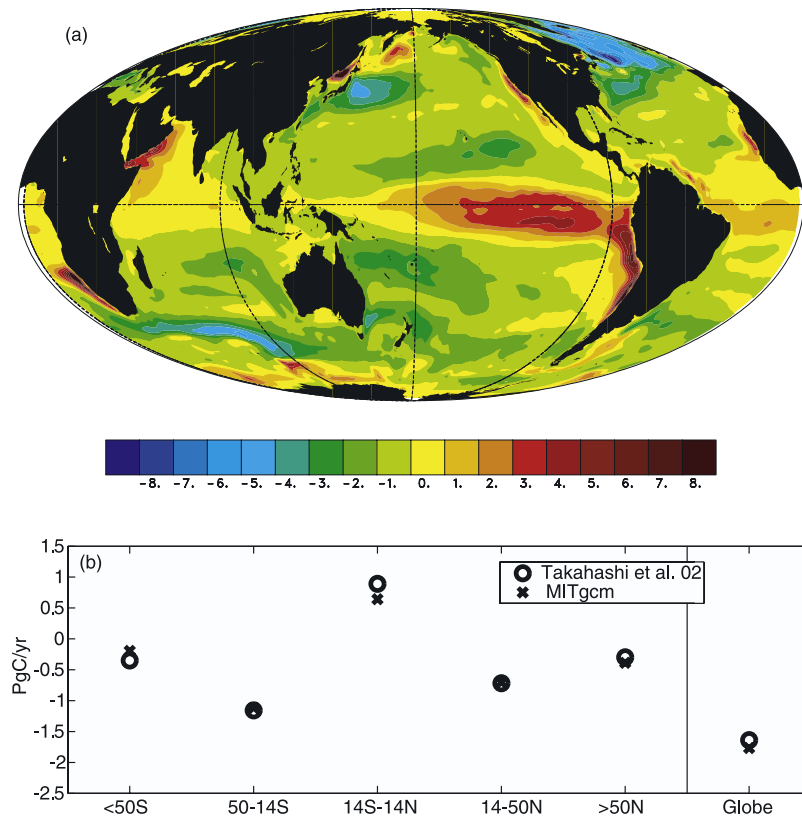 (a)
-8. -7. -6. -5. -4. -3. -2. -1. 0. 1. 2. 3. 4. 5. 6. 7. 8.
(b)
Takahashi et al. 02
MITgcm
PgC/yr
1.5
1
0.5
0
-0.5
-1
-1.5
-2
-2.5
<50S 50-14S 14S-14N 14-50N >50N Globe